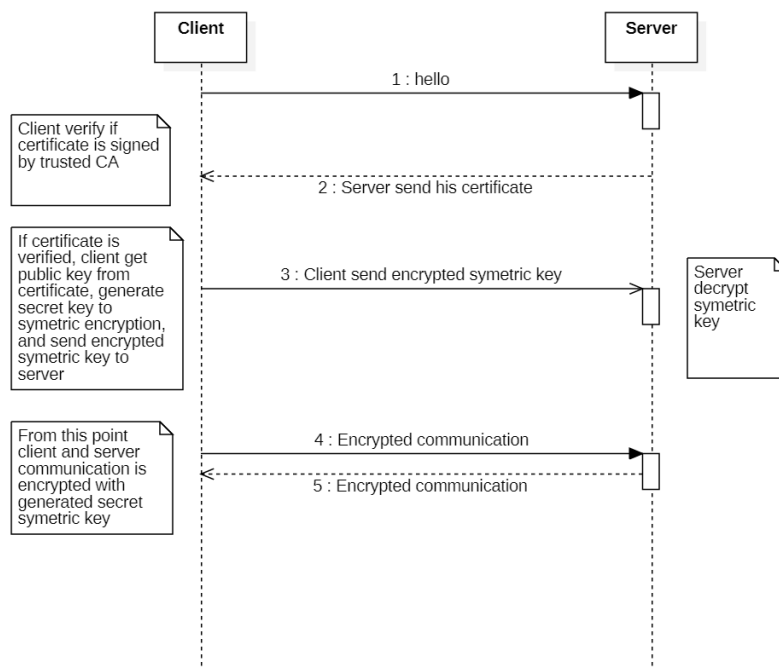 Client
Server
1 : hello
Client verify if
certificate is signed
by trusted CA
2 : Server send his certificate
If certificate is
verified, client get
public key from
certificate, generate
secret key to
symetric encryption,
and send encrypted
symetric key to
server
3 : Client send encrypted symetric key
Server
decrypt
symetric
key
From this point
client and server
communication is
encrypted with
generated secret
symetric key
4 : Encrypted communication
5 : Encrypted communication